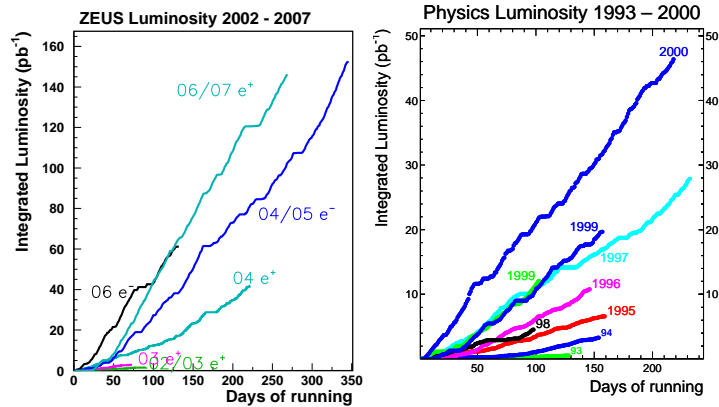 ZEUS Luminosity 2002 - 2007
Integrated Luminosity (pb⁻¹)
160
140
120
100
80
60
40
20
0
06/07 e⁺
04/05 e⁻
06 e⁻
04 e⁺
03 e⁺
02/03 e⁺
0 50 100 150 200 250 300 350
Days of running
Physics Luminosity 1993 – 2000
Integrated Luminosity (pb⁻¹)
50
40
30
20
10
50
40
30
20
10
2000
1999
1997
1999
1996
1995
98
94
93
50 100 150 200
Days of running